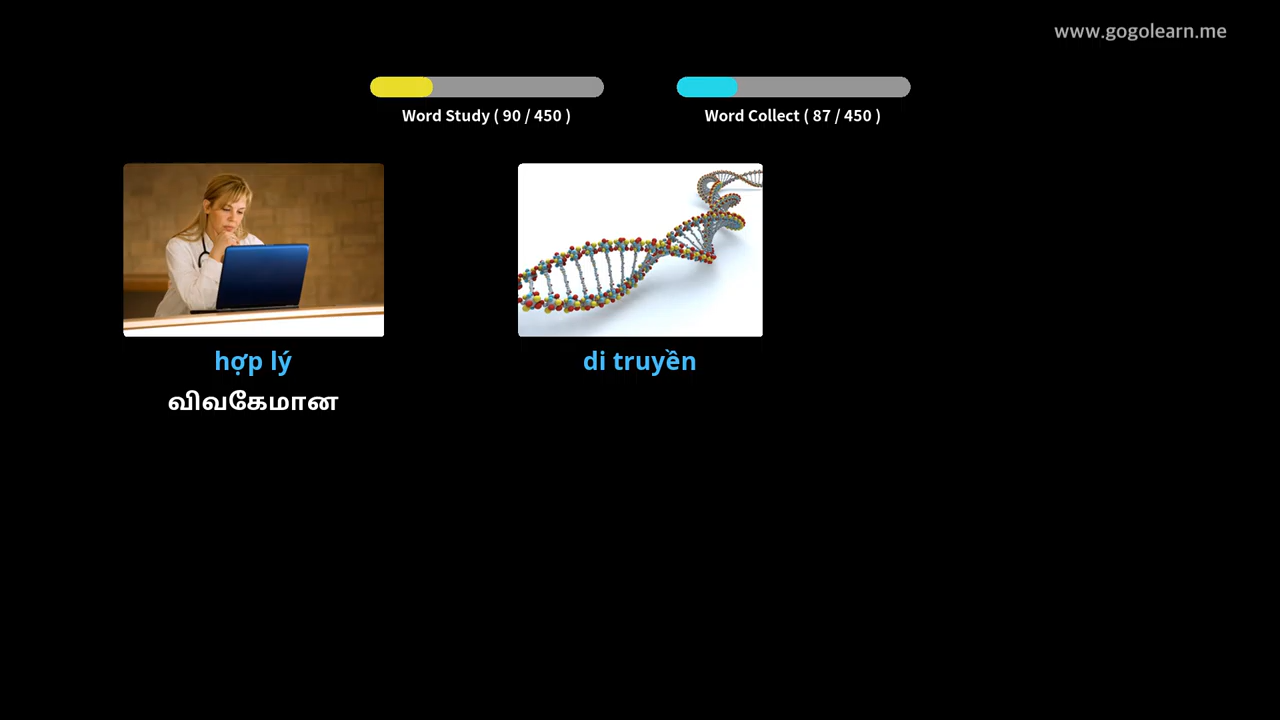 www.gogolearn.me
Word Study ( 90 / 450 )
Word Collect ( 87 / 450 )
hợp lý
di truyền
விவகேமான